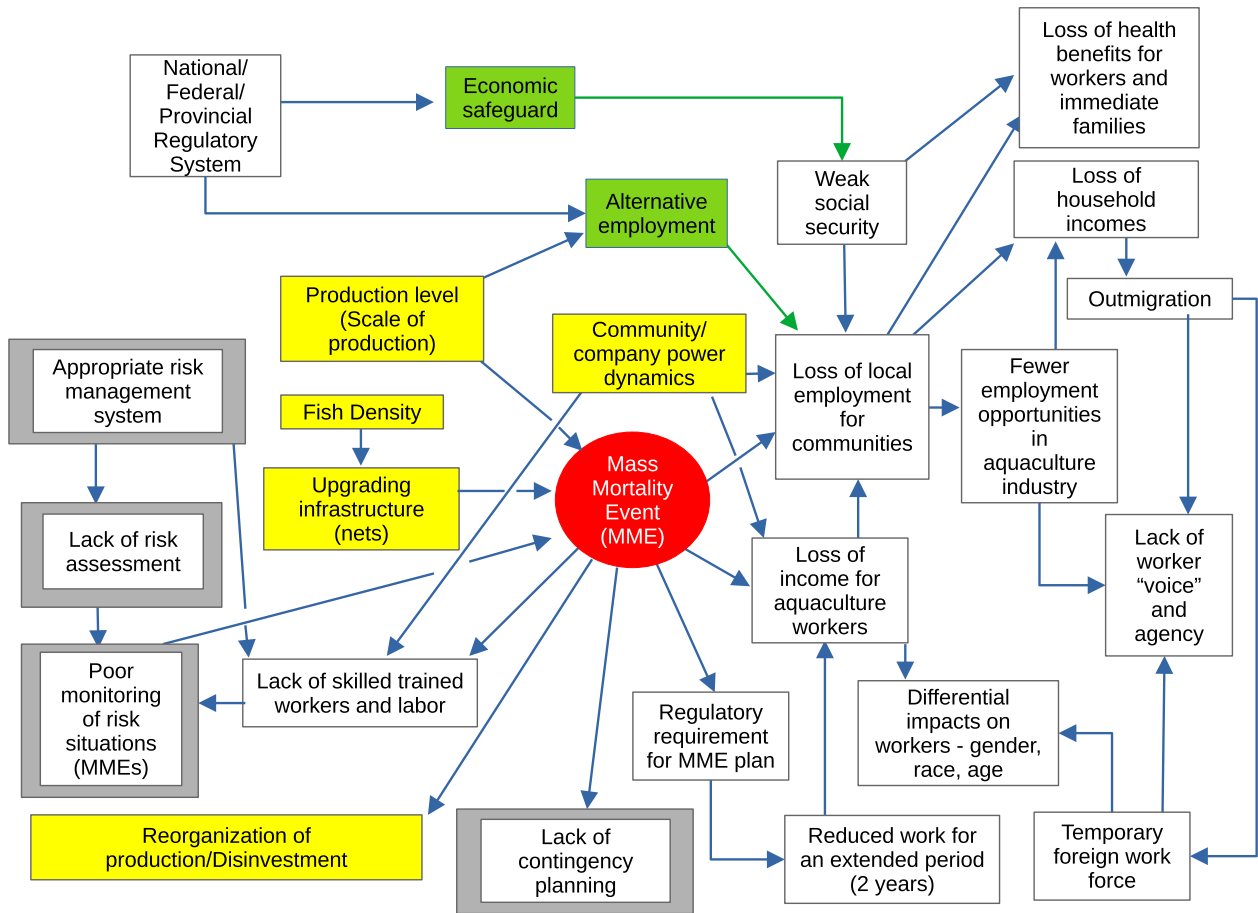 National/
Federal/
Provincial
Regulatory
System
Economic
safeguard
Loss of health
benefits for
workers and
immediate
families
Weak
social
security
Loss of
household
incomes
Alternative
employment
Outmigration
Production level
(Scale of
production)
Community/
company power
dynamics
Loss of local
employment
for
communities
Fewer
employment
opportunities
in
aquaculture
industry
Appropriate risk
management
system
Fish Density
Upgrading
infrastructure
(nets)
Mass
Mortality
Event
(MME)
Lack of risk
assessment
Loss of
income for
aquaculture
workers
Lack of
worker
“voice”
and
agency
Poor
monitoring
of risk
situations
(MMEs)
Lack of skilled trained
workers and labor
Regulatory
requirement
for MME plan
Differential
impacts on
workers - gender,
race, age
Reorganization of
production/Disinvestment
Lack of
contingency
planning
Reduced work for
an extended period
(2 years)
Temporary
foreign work
force